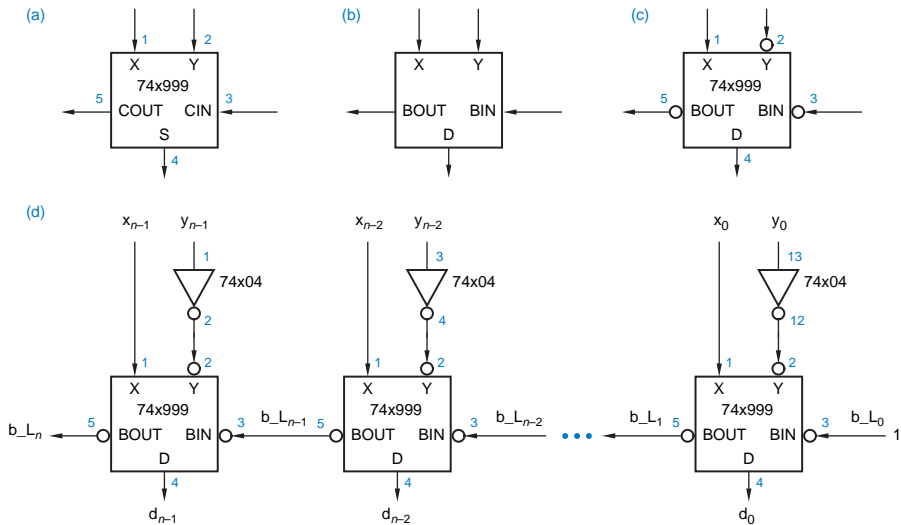 (a)
(b)
(c)
1 2
1 2
X Y
X Y
X Y
74x999
74x999
5 COUT CIN 3
BOUT BIN
5 BOUT BIN 3
S
D
D
4
4
(d)
xn–1 yn–1
xn–2 yn–2
x0 y0
1
3
13
74x04
74x04
74x04
2
4
12
1 2
1 2
1 2
X Y
X Y
X Y
74x999
74x999
74x999
b_Ln 5 BOUT BIN 3 b_Ln–1 5 BOUT BIN 3 b_Ln–2 ••• b_L1 5 BOUT BIN 3 b_L0 1
D
D
D
4
4
4
dn–1
dn–2
d0